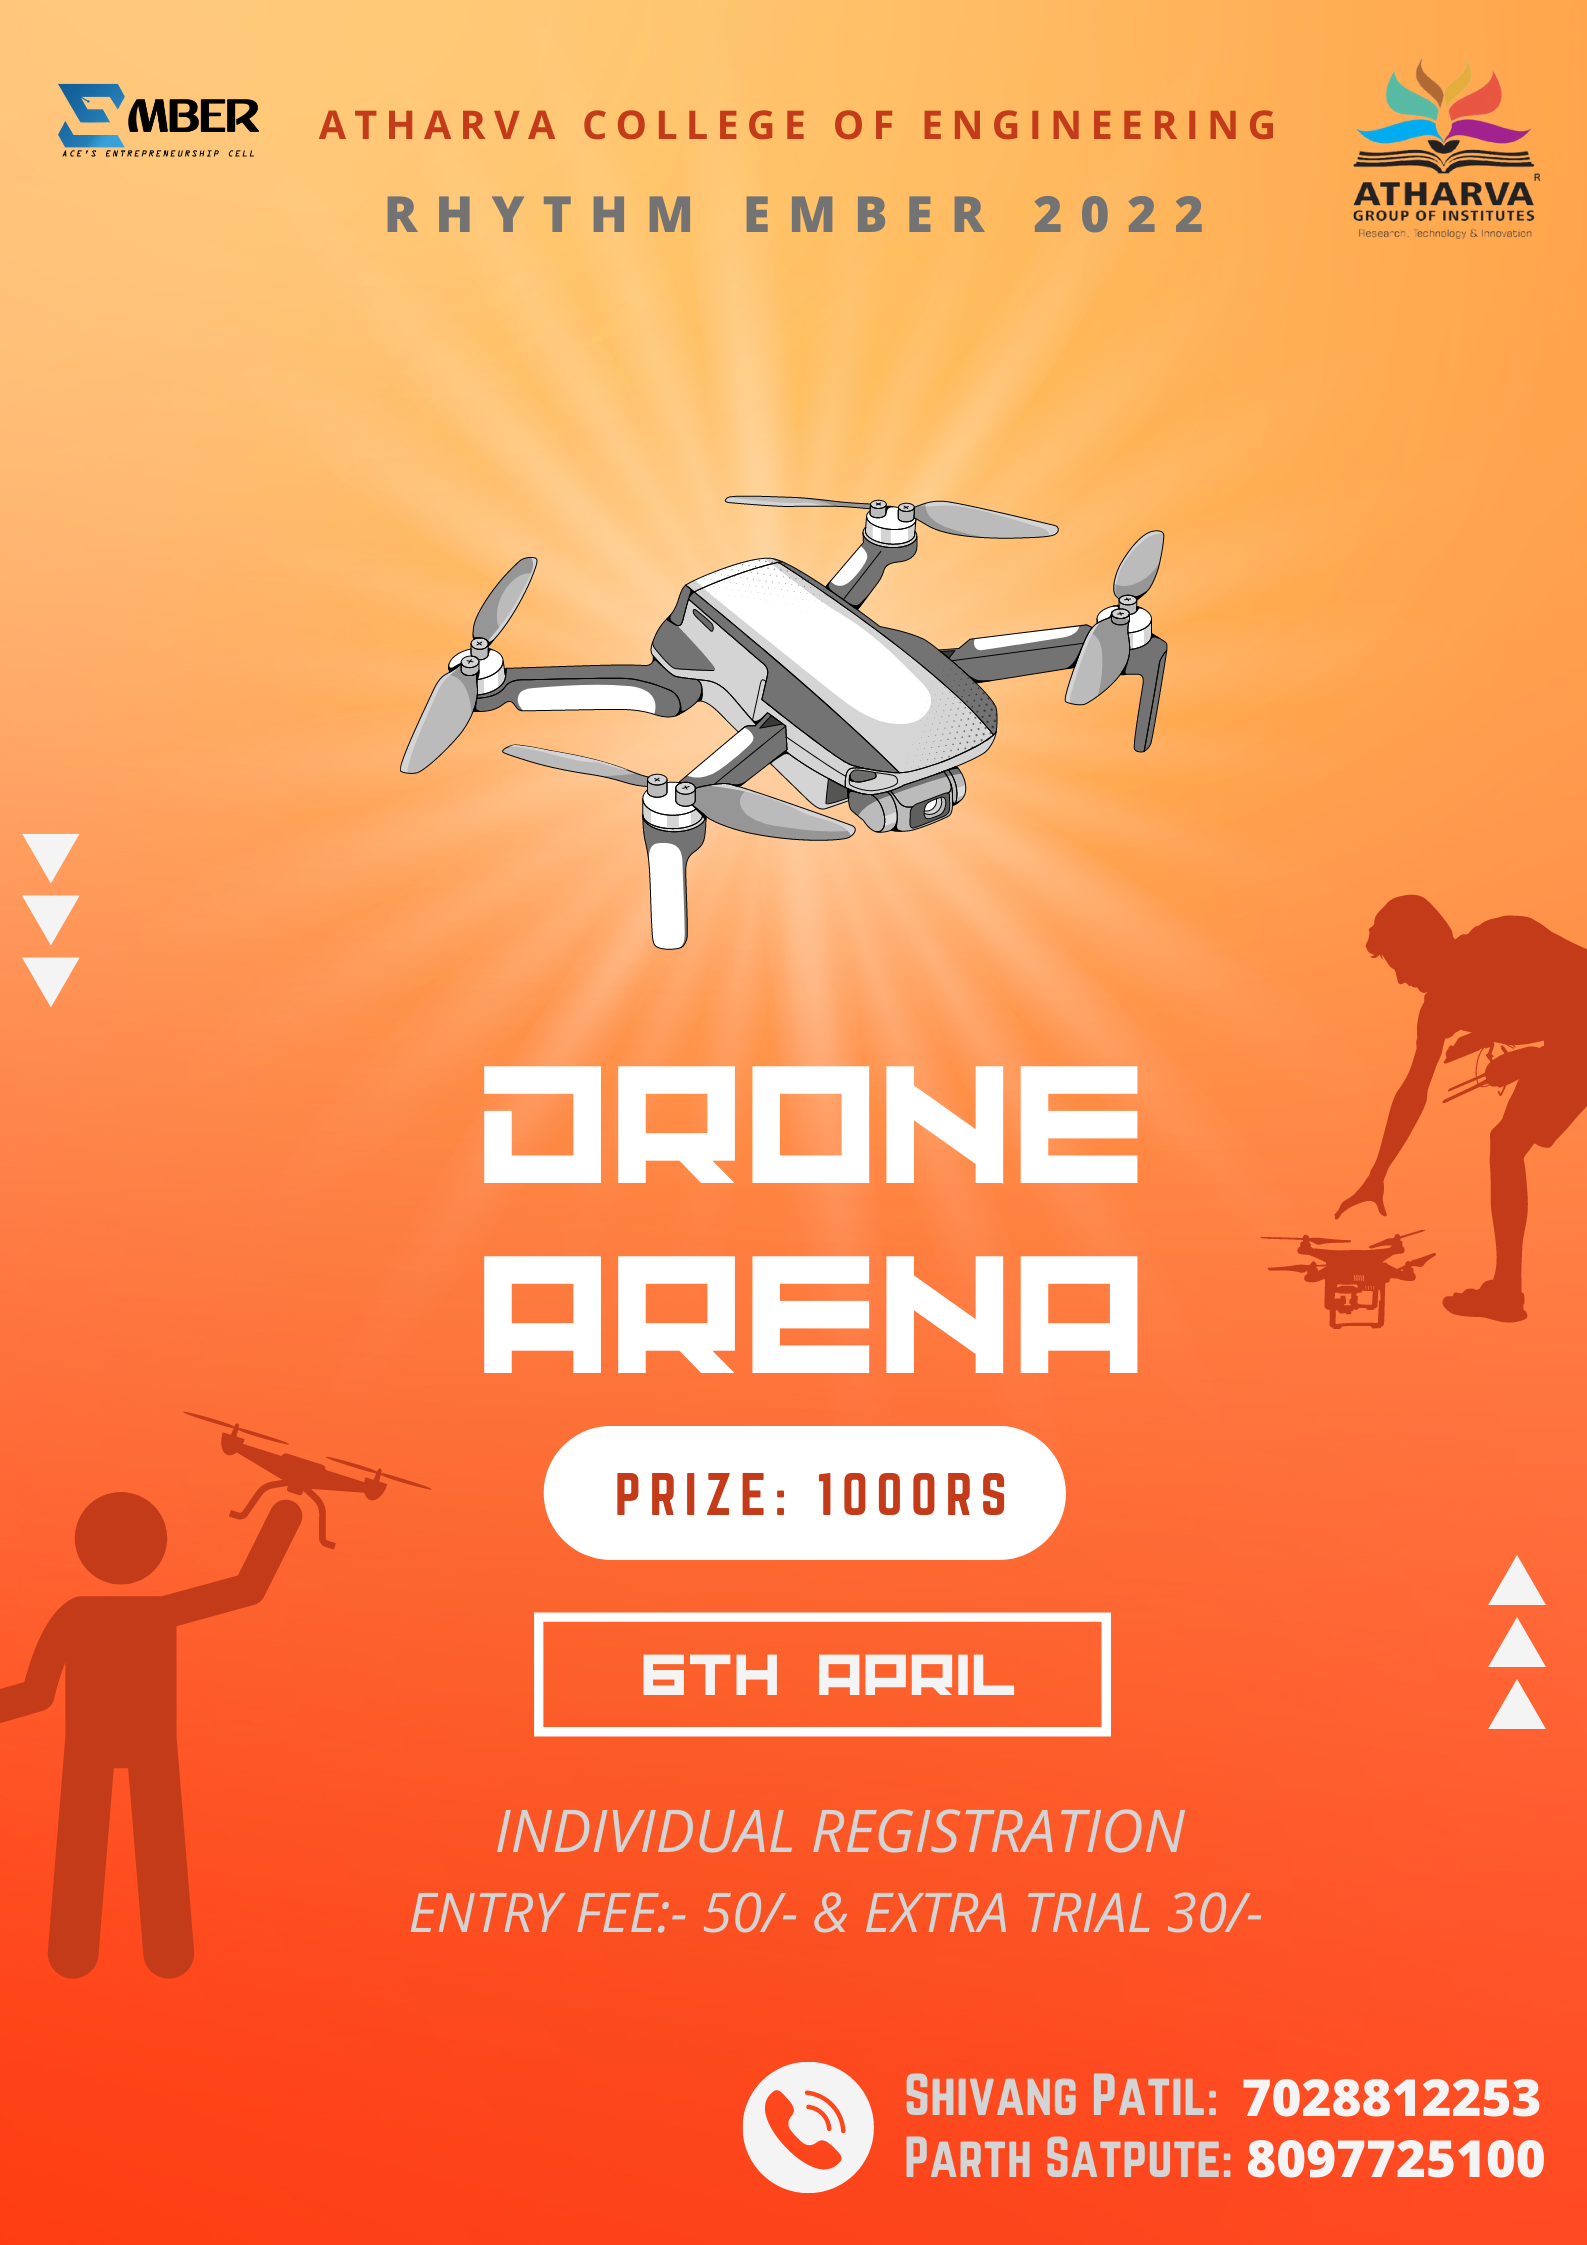 EMBER
ACE'S ENTREPRENEURSHIP CELL
ATHARVA COLLEGE OF ENGINEERING
RHYTHM EMBER 2022
ATHARVA R
GROUP OF INSTITUTES
Research, Technology & Innovation
DRONE
ARENA
PRIZE: 1000RS
6TH APRIL
INDIVIDUAL REGISTRATION
ENTRY FEE:- 50/- & EXTRA TRIAL 30/-
SHIVANG PATIL: 7028812253
PARTH SATPUTE: 8097725100